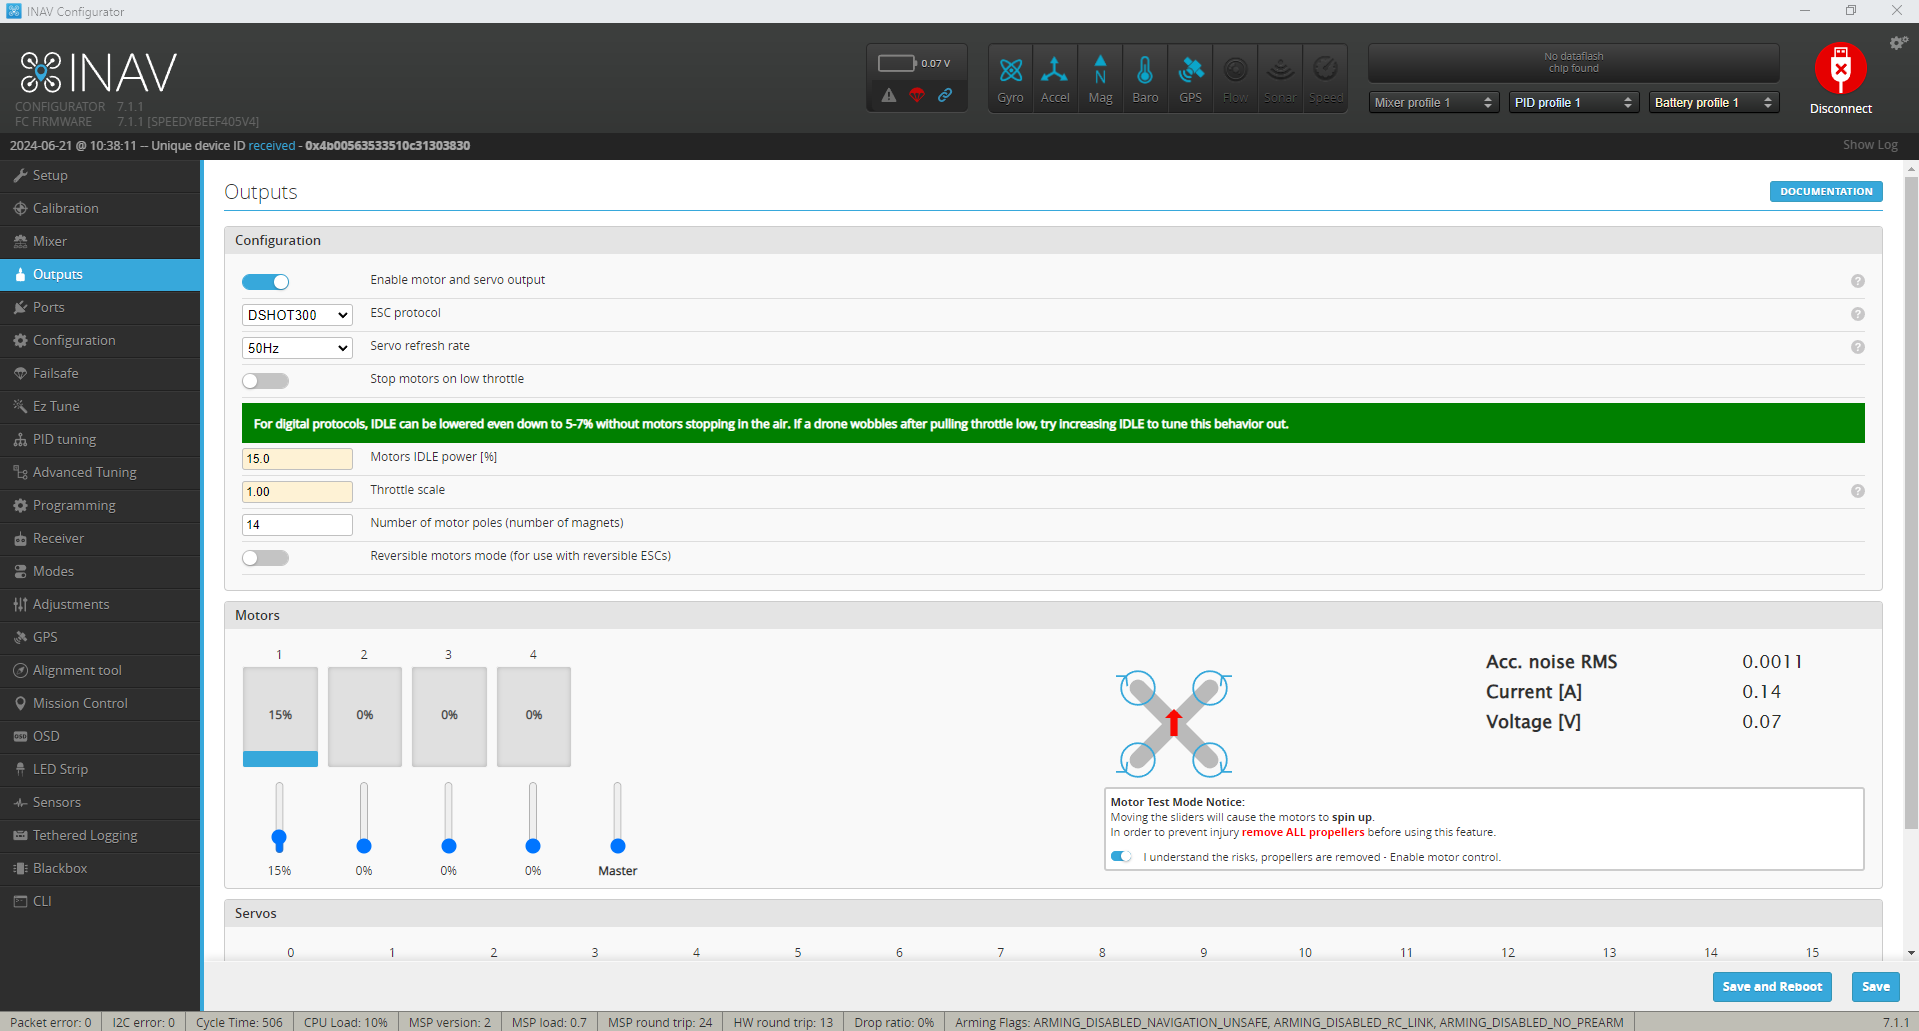 INAV Configurator
INAV
CONFIGURATOR 7.1.1
FC FIRMWARE 7.1.1 [SPEEDYBEEF405V4]
0.07 V
Gyro Accel Mag Baro GPS Flow Sonar Speed
N
No dataflash
chip found
Mixer profile 1 PID profile 1 Battery profile 1
Disconnect
2024-06-21 @ 10:38:11 -- Unique device ID received - 0x4b00563533510c31303830
Show Log
Setup
Calibration
Mixer
Outputs
Ports
Configuration
Failsafe
Ez Tune
PID tuning
Advanced Tuning
Programming
Receiver
Modes
Adjustments
GPS
Alignment tool
Mission Control
OSD
LED Strip
Sensors
Tethered Logging
Blackbox
CLI
Outputs
DOCUMENTATION
Configuration
Enable motor and servo output ?
DSHOT300 ESC protocol ?
50Hz Servo refresh rate ?
Stop motors on low throttle
For digital protocols, IDLE can be lowered even down to 5-7% without motors stopping in the air. If a drone wobbles after pulling throttle low, try increasing IDLE to tune this behavior out.
15.0 Motors IDLE power [%]
1.00 Throttle scale ?
14 Number of motor poles (number of magnets)
Reversible motors mode (for use with reversible ESCs)
Motors
1 2 3 4
15% 0% 0% 0%
15% 0% 0% 0% Master
Acc. noise RMS 0.0011
Current [A] 0.14
Voltage [V] 0.07
Motor Test Mode Notice:
Moving the sliders will cause the motors to spin up.
In order to prevent injury remove ALL propellers before using this feature.
I understand the risks, propellers are removed - Enable motor control.
Servos
0 1 2 3 4 5 6 7 8 9 10 11 12 13 14 15
Save and Reboot Save
Packet error: 0 I2C error: 0 Cycle Time: 506 CPU Load: 10% MSP version: 2 MSP load: 0.7 MSP round trip: 24 HW round trip: 13 Drop ratio: 0% Arming Flags: ARMING_DISABLED_NAVIGATION_UNSAFE, ARMING_DISABLED_RC_LINK, ARMING_DISABLED_NO_PREARM 7.1.1